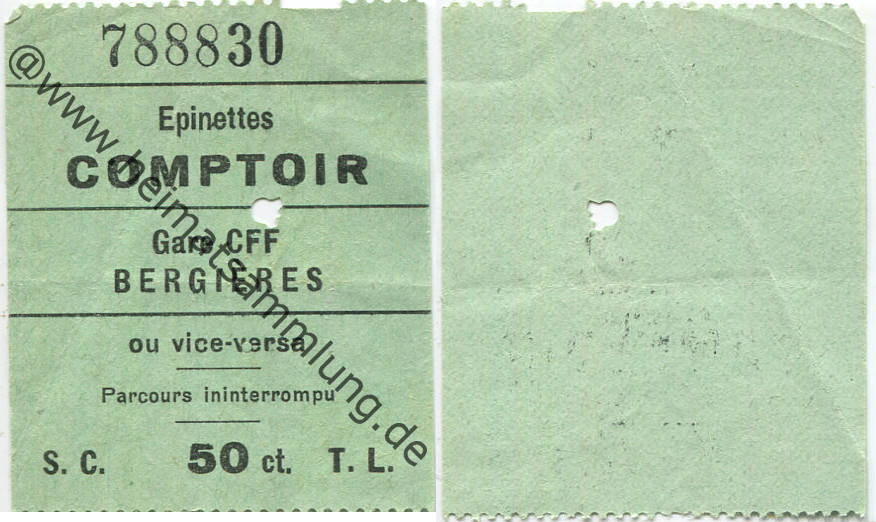 788830
Epinettes
COMPTOIR
Gare CFF
BERGIÈRES
ou vice-versa
Parcours ininterrompu
S. C. 50 ct. T. L.
@www.heimatsammlung.de